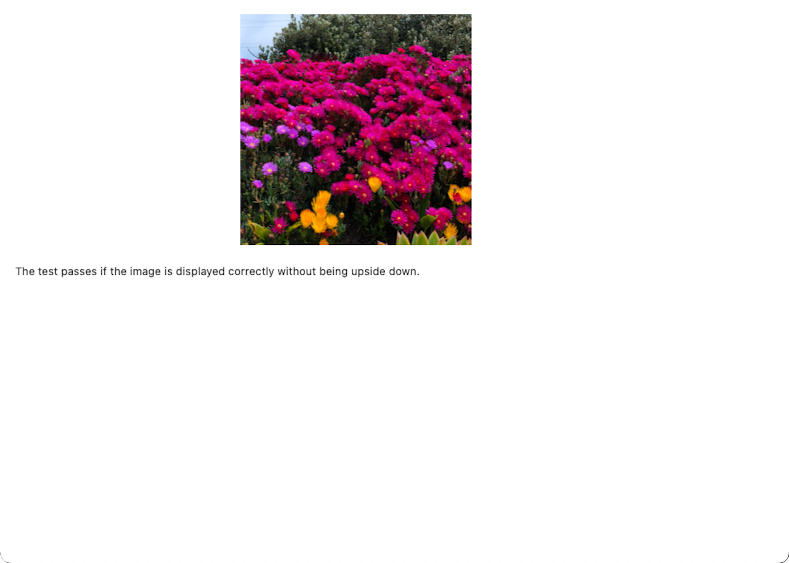 The test passes if the image is displayed correctly without being upside down.